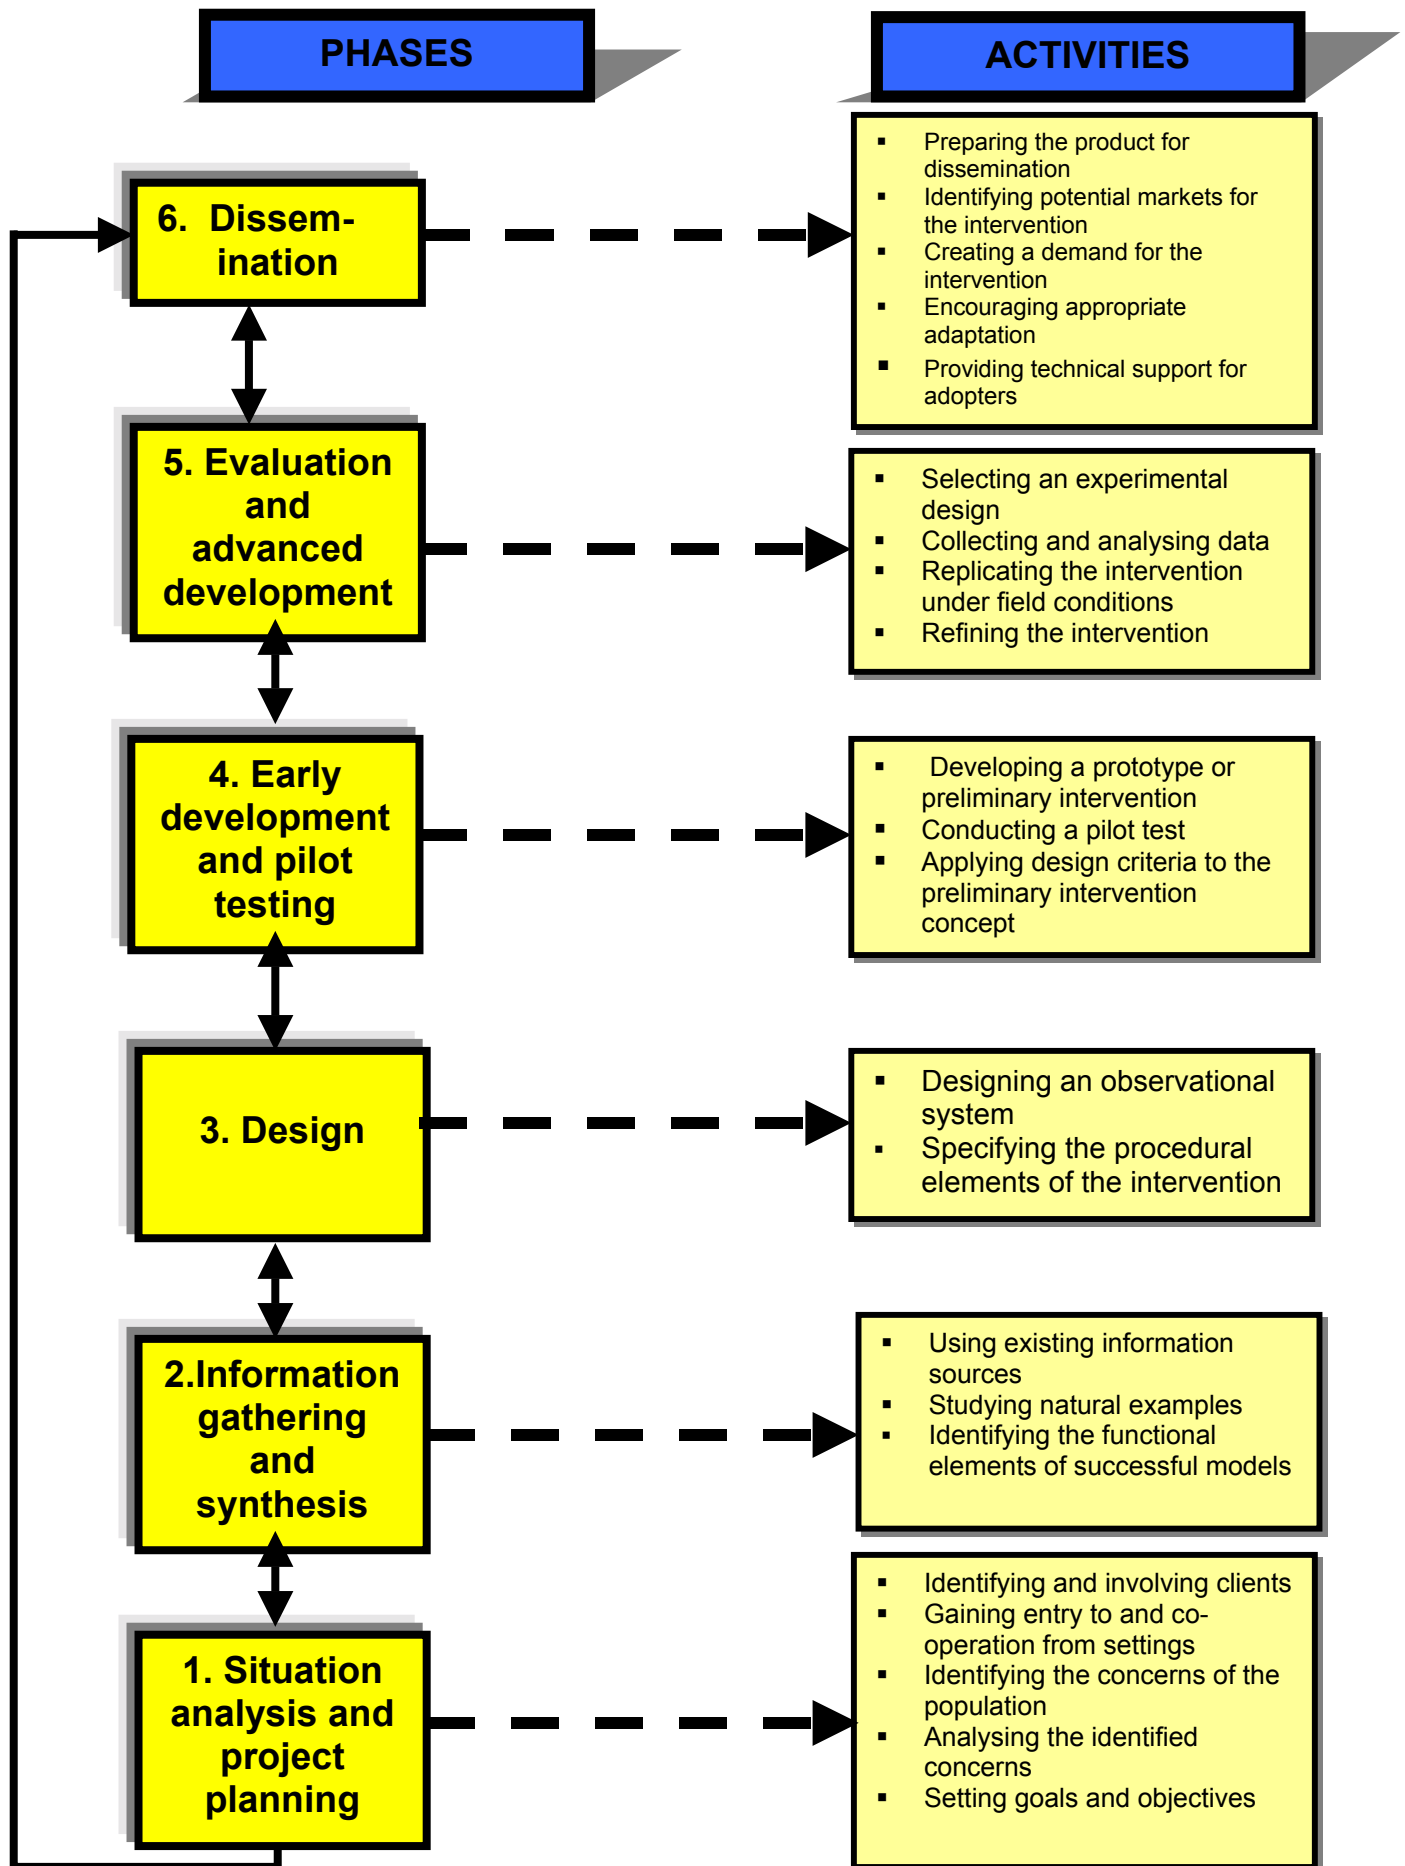 PHASES
ACTIVITIES
6. Dissem-
ination
▪ Preparing the product for
dissemination
▪ Identifying potential markets for
the intervention
▪ Creating a demand for the
intervention
▪ Encouraging appropriate
adaptation
▪ Providing technical support for
adopters
5. Evaluation
and
advanced
development
▪ Selecting an experimental
design
▪ Collecting and analysing data
▪ Replicating the intervention
under field conditions
▪ Refining the intervention
4. Early
development
and pilot
testing
▪ Developing a prototype or
preliminary intervention
▪ Conducting a pilot test
▪ Applying design criteria to the
preliminary intervention
concept
3. Design
▪ Designing an observational
system
▪ Specifying the procedural
elements of the intervention
2.Information
gathering
and
synthesis
▪ Using existing information
sources
▪ Studying natural examples
▪ Identifying the functional
elements of successful models
1. Situation
analysis and
project
planning
▪ Identifying and involving clients
▪ Gaining entry to and co-
operation from settings
▪ Identifying the concerns of the
population
▪ Analysing the identified
concerns
▪ Setting goals and objectives